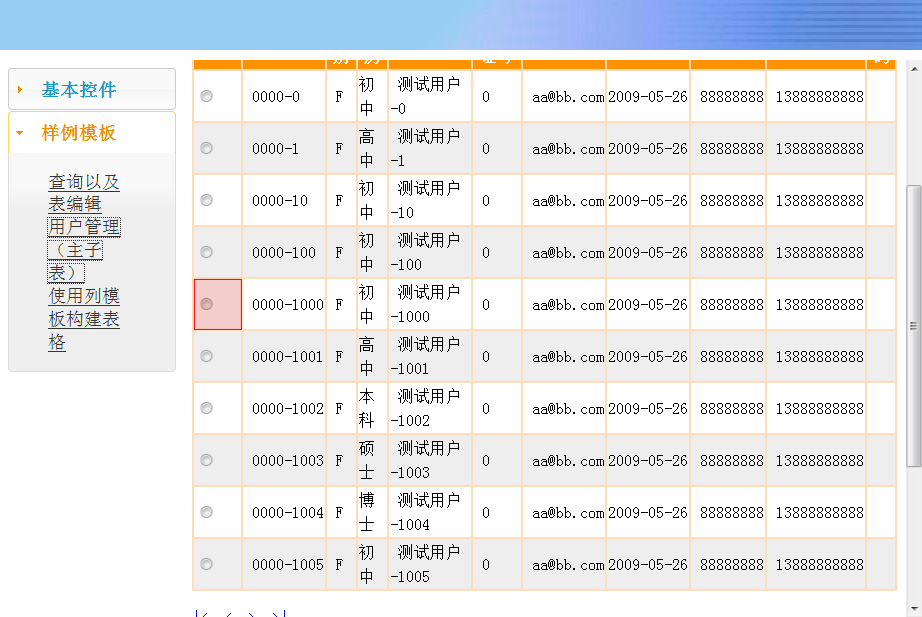 基本控件
样例模板
查询以及
表编辑
用户管理
（主子
表）
使用列模
板构建表
格
0000-0 F 初中 测试用户-0 0 aa@bb.com 2009-05-26 88888888 13888888888
0000-1 F 高中 测试用户-1 0 aa@bb.com 2009-05-26 88888888 13888888888
0000-10 F 初中 测试用户-10 0 aa@bb.com 2009-05-26 88888888 13888888888
0000-100 F 初中 测试用户-100 0 aa@bb.com 2009-05-26 88888888 13888888888
0000-1000 F 初中 测试用户-1000 0 aa@bb.com 2009-05-26 88888888 13888888888
0000-1001 F 高中 测试用户-1001 0 aa@bb.com 2009-05-26 88888888 13888888888
0000-1002 F 本科 测试用户-1002 0 aa@bb.com 2009-05-26 88888888 13888888888
0000-1003 F 硕士 测试用户-1003 0 aa@bb.com 2009-05-26 88888888 13888888888
0000-1004 F 博士 测试用户-1004 0 aa@bb.com 2009-05-26 88888888 13888888888
0000-1005 F 初中 测试用户-1005 0 aa@bb.com 2009-05-26 88888888 13888888888